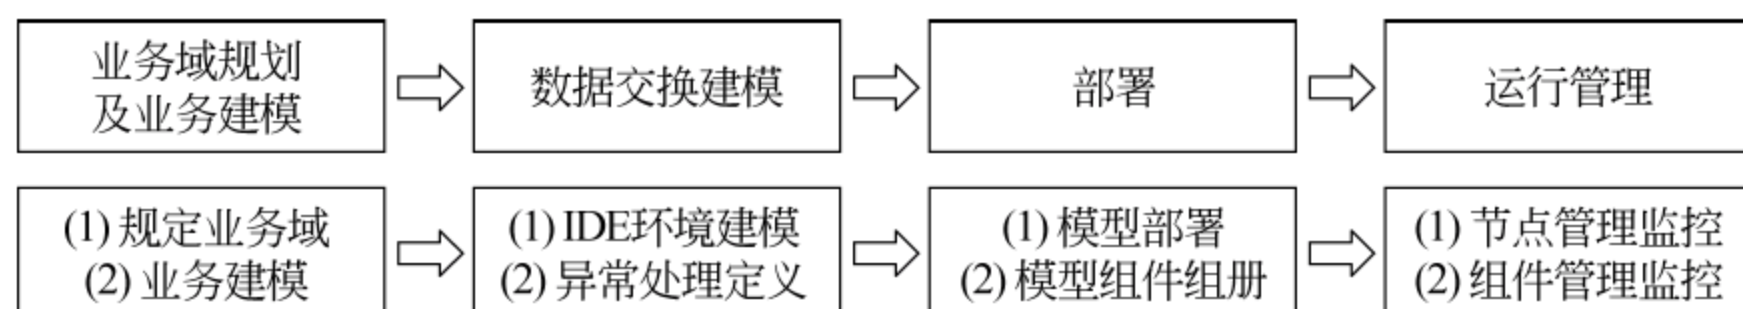 业务域规划
及业务建模
数据交换建模
部署
运行管理
(1) 规定业务域
(2) 业务建模
(1) IDE环境建模
(2) 异常处理定义
(1) 模型部署
(2) 模型组件组册
(1) 节点管理监控
(2) 组件管理监控